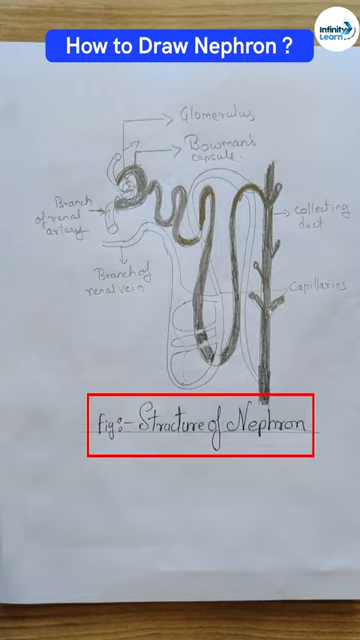 Infinity
Learn
How to Draw Nephron ?
Glomerulus
Bowman's
capsule.
Branch
of renal
artery
collecting
duct
Branch of
renal vein
Capillaries
Fig:- Structure of Nephron